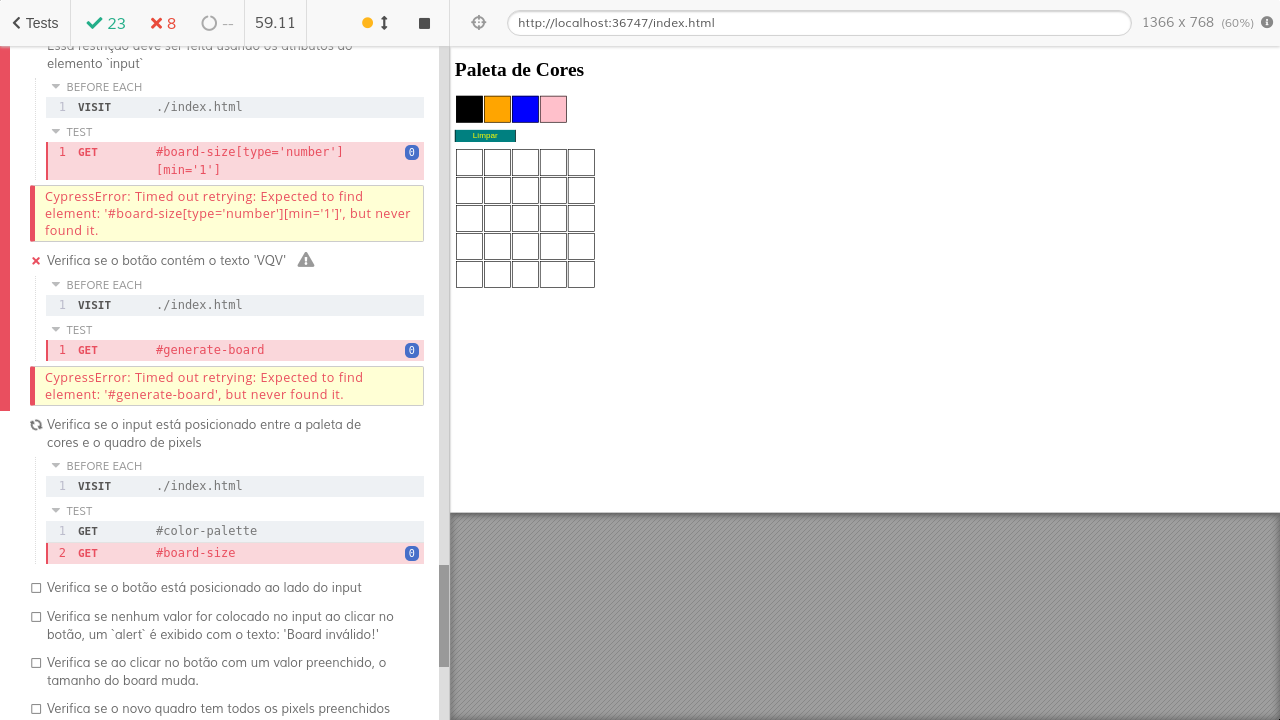 Tests
23
8
--
59.11
http://localhost:36747/index.html
1366 x 768 (60%)
Essa restrição deve ser feita usando os atributos do
elemento `input`
BEFORE EACH
1 VISIT ./index.html
TEST
1 GET #board-size[type='number']
[min='1']
0
CypressError: Timed out retrying: Expected to find
element: '#board-size[type='number'][min='1']', but never
found it.
Verifica se o botão contém o texto 'VQV'
BEFORE EACH
1 VISIT ./index.html
TEST
1 GET #generate-board 0
CypressError: Timed out retrying: Expected to find
element: '#generate-board', but never found it.
Verifica se o input está posicionado entre a paleta de
cores e o quadro de pixels
BEFORE EACH
1 VISIT ./index.html
TEST
1 GET #color-palette
2 GET #board-size 0
Verifica se o botão está posicionado ao lado do input
Verifica se nenhum valor for colocado no input ao clicar no
botão, um `alert` é exibido com o texto: 'Board inválido!'
Verifica se ao clicar no botão com um valor preenchido, o
tamanho do board muda.
Verifica se o novo quadro tem todos os pixels preenchidos
Paleta de Cores
Limpar